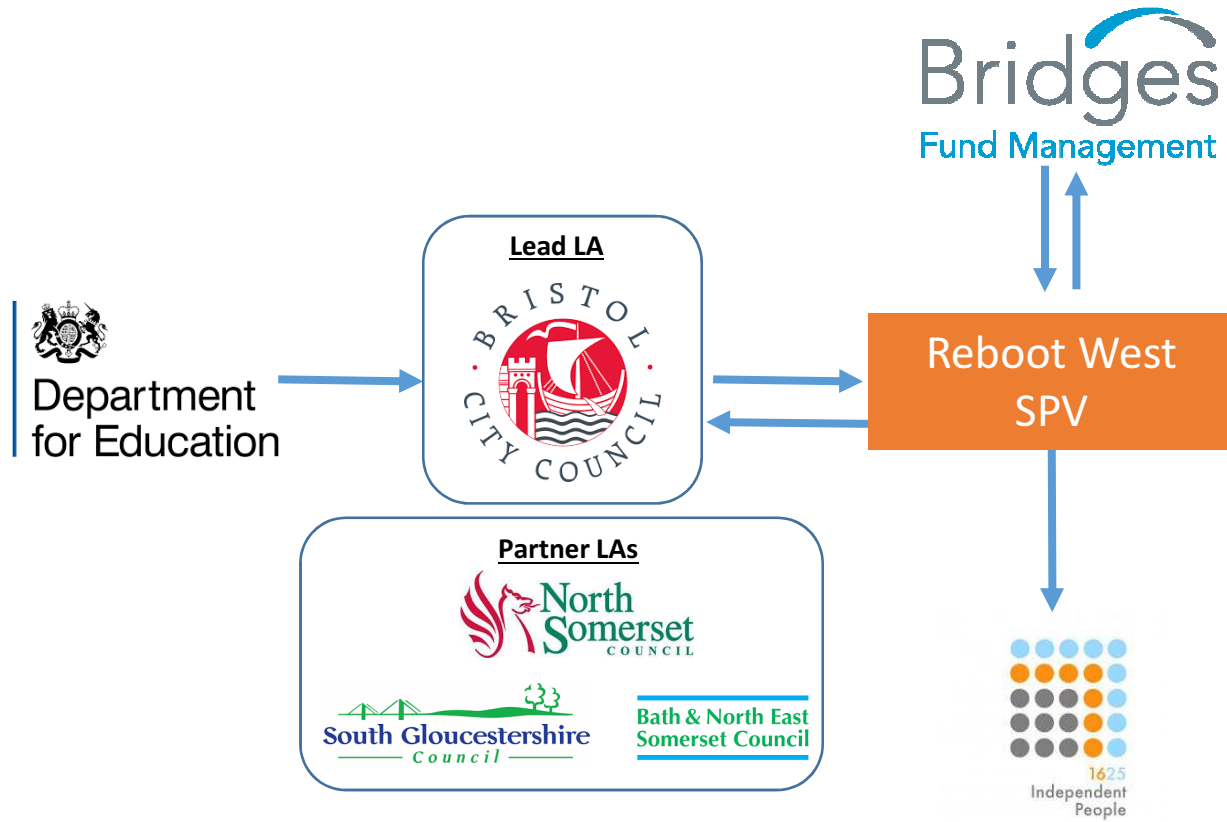 Bridges
Fund Management
Lead LA
BRISTOL
CITY COUNCIL
Department
for Education
Reboot West
SPV
Partner LAs
North
Somerset
COUNCIL
South Gloucestershire
Council
Bath & North East
Somerset Council
1625
Independent
People